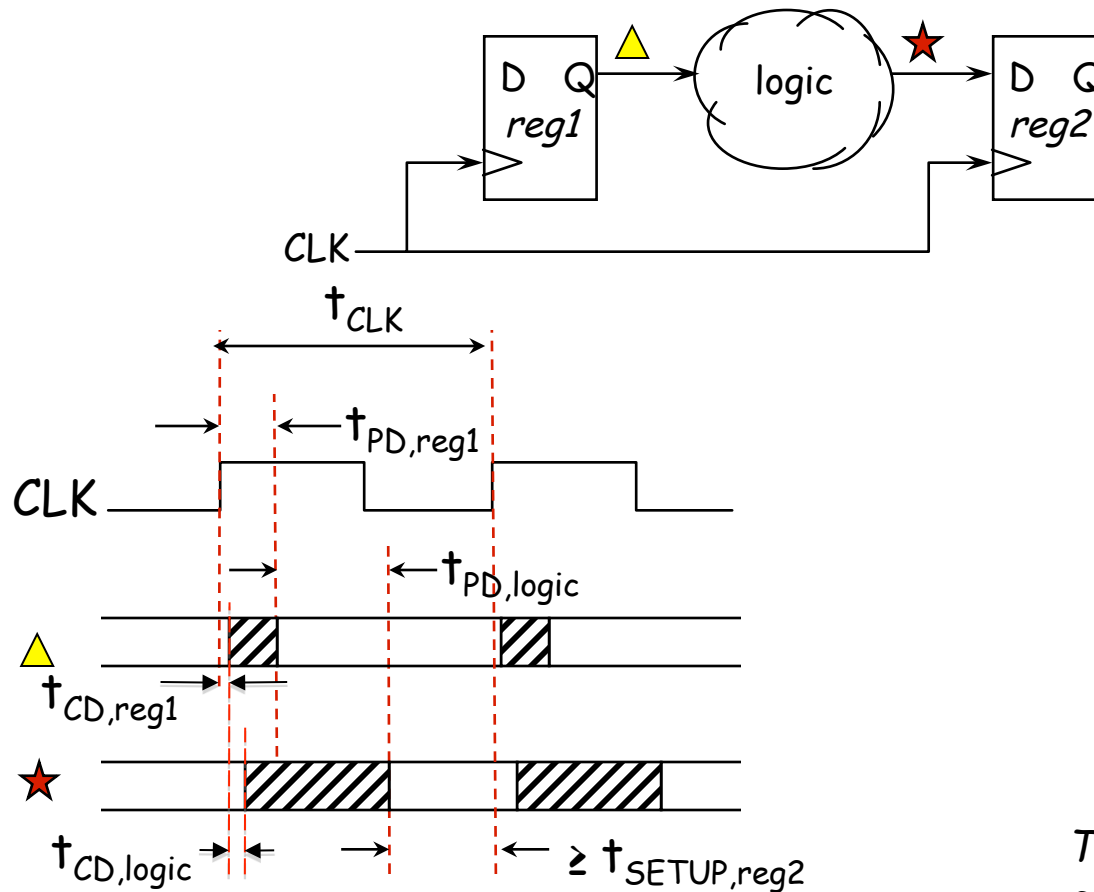 D Q
reg1
logic
D Q
reg2
CLK
tCLK
tPD,reg1
CLK
tPD,logic
tCD,reg1
tCD,logic
≥ tSETUP,reg2
T